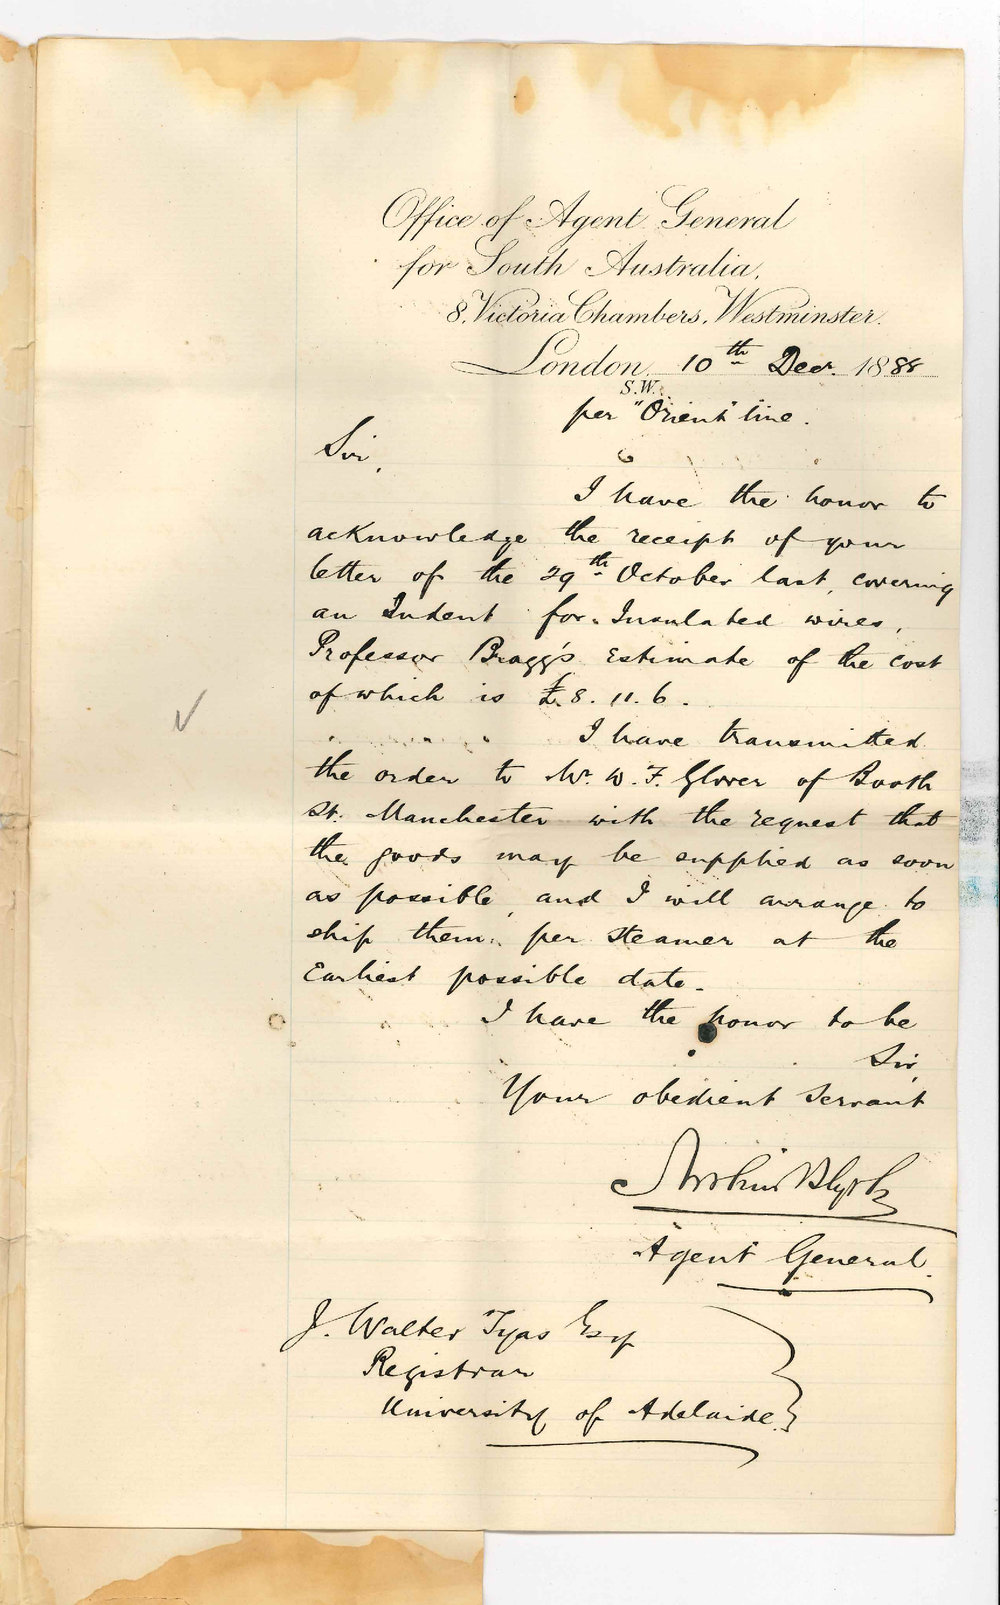 Office of Agent General
for South Australia,
8, Victoria Chambers, Westminster.
London, 10th Decr. 1888
S.W.
per "Orient" line.
Sir,
I have the honor to
acknowledge the receipt of your
letter of the 29th October last, covering
an Indent for Insulated wires,
Professor Bragg's Estimate of the cost
of which is £8. 11. 6.
I have transmitted
the order to Mr. W. F. Glover of Booth
St. Manchester with the request that
the goods may be supplied as soon
as possible, and I will arrange to
ship them per steamer at the
Earliest possible date.
I have the honor to be
Sir,
Your obedient Servant
Arthur Blyth
Agent General.
J. Walter Tyas Esq
Registrar
University of Adelaide.